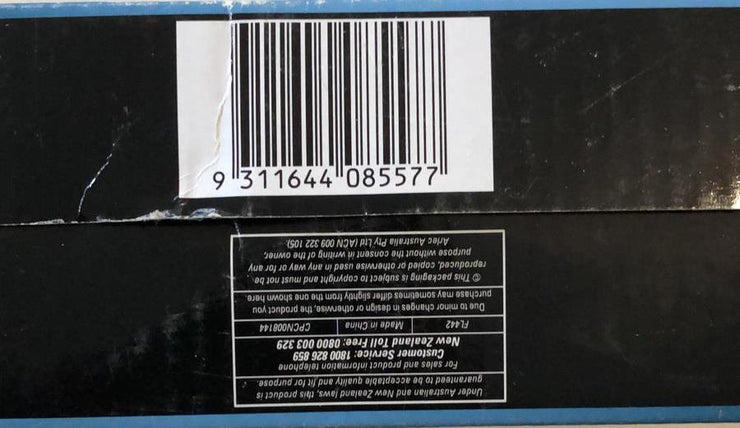 9 311644 085577
Under Australian and New Zealand laws, this product is
guaranteed to be acceptable quality and fit for purpose.
For sales and product information telephone
Customer Service: 1800 826 859
New Zealand Toll Free: 0800 003 329
FL442 Made in China CPCN008144
Due to minor changes in design or otherwise, the product you
purchase may sometimes differ slightly from the one shown here.
© This packaging is subject to copyright and must not be
reproduced, copied or otherwise used in any way or for any
purpose without the consent in writing of the owner,
Arlec Australia Pty Ltd (ACN 009 322 105).